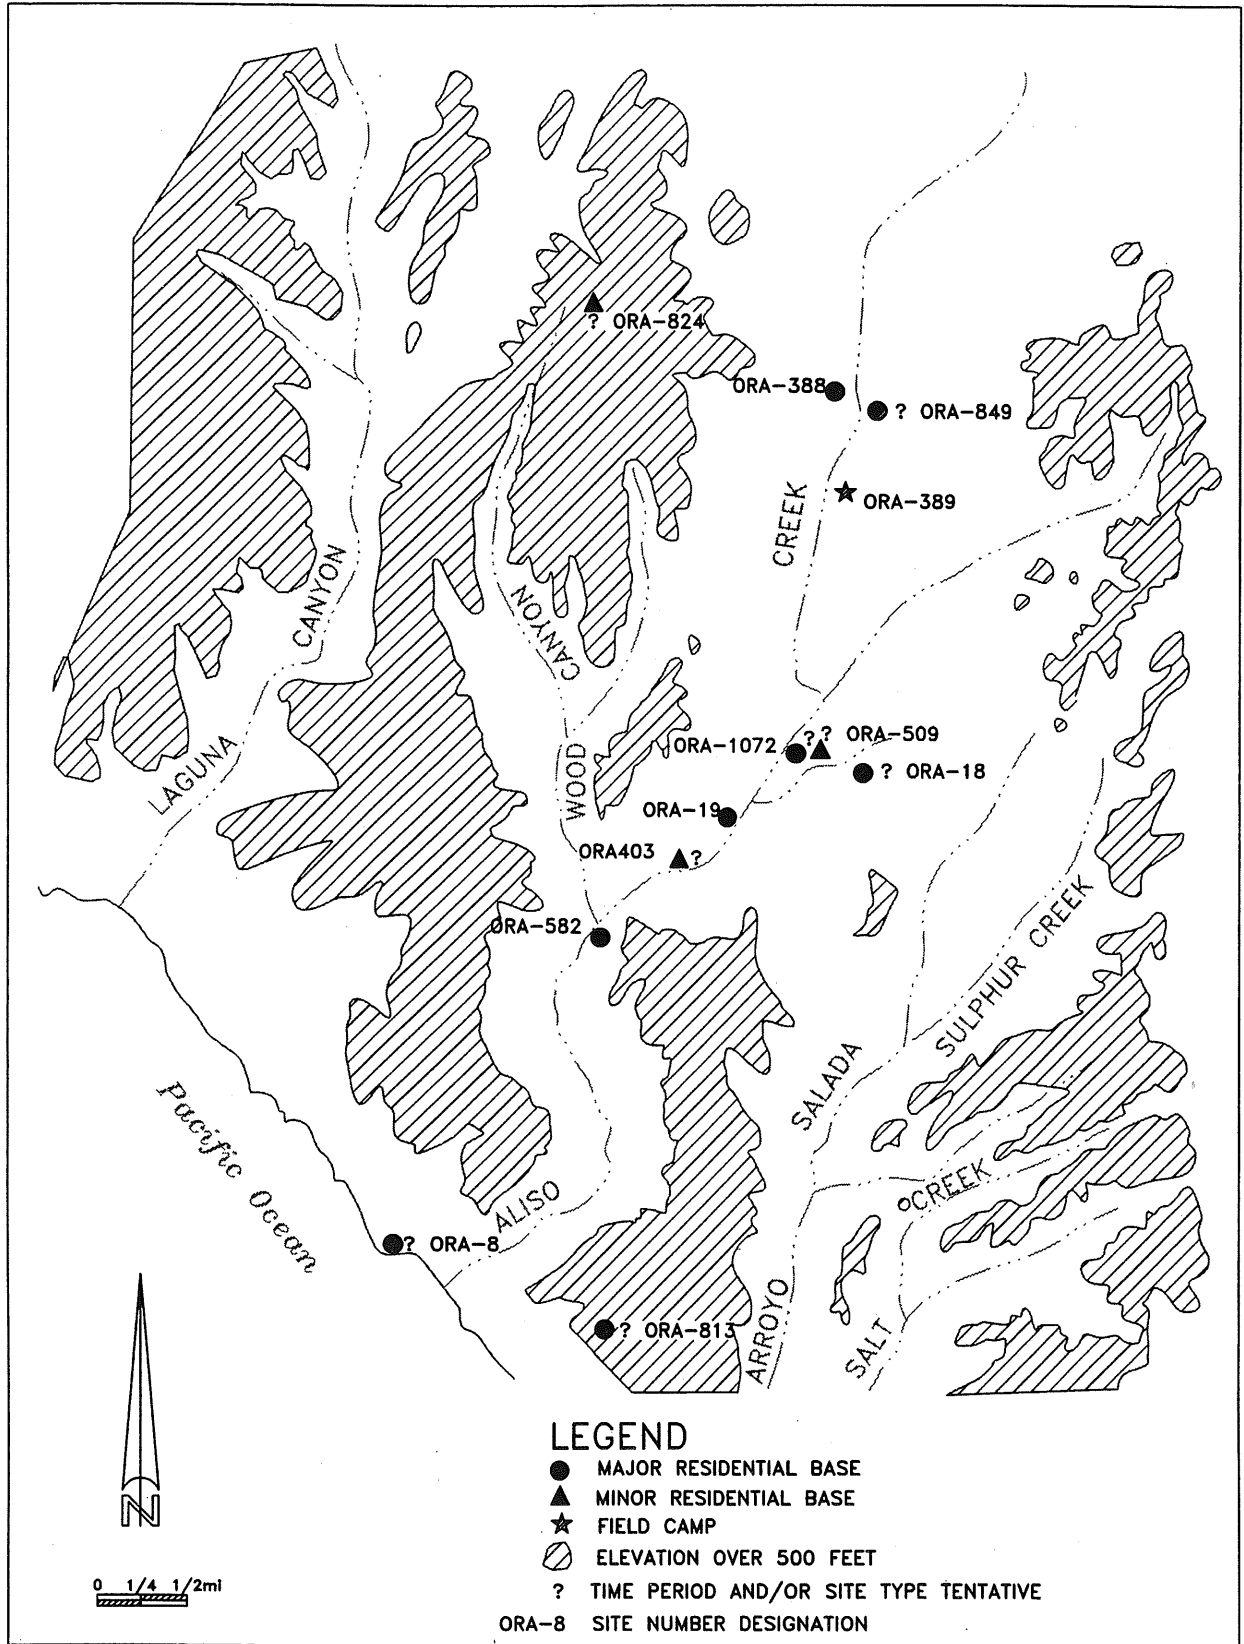 ? ORA-824
ORA-388
? ORA-849
ORA-389
CREEK
CANYON
CANYON
WOOD
LAGUNA
ORA-1072
? ? ORA-509
? ORA-18
ORA-19
ORA403 ?
ORA-582
SULPHUR CREEK
SALADA
Pacific Ocean
CREEK
ALISO
? ORA-8
ARROYO
SALT
? ORA-813
N
0 1/4 1/2mi
LEGEND
MAJOR RESIDENTIAL BASE
MINOR RESIDENTIAL BASE
FIELD CAMP
ELEVATION OVER 500 FEET
? TIME PERIOD AND/OR SITE TYPE TENTATIVE
ORA-8 SITE NUMBER DESIGNATION